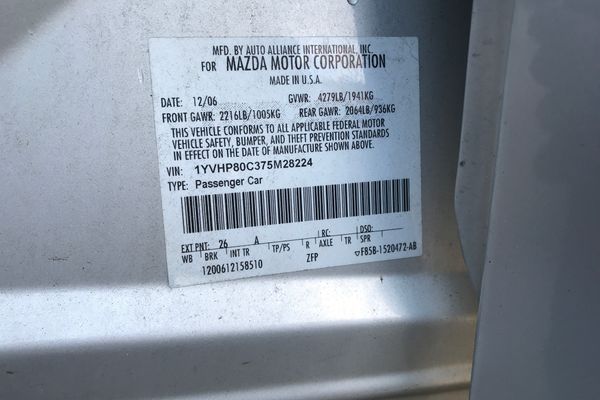 MFD. BY AUTO ALLIANCE INTERNATIONAL, INC.
FOR MAZDA MOTOR CORPORATION
MADE IN U.S.A.
DATE: 12/06 GVWR: 4279LB/1941KG
FRONT GAWR: 2216LB/1005KG REAR GAWR: 2064LB/936KG
THIS VEHICLE CONFORMS TO ALL APPLICABLE FEDERAL MOTOR
VEHICLE SAFETY, BUMPER, AND THEFT PREVENTION STANDARDS
IN EFFECT ON THE DATE OF MANUFACTURE SHOWN ABOVE.
VIN: 1YVHP80C375M28224
TYPE: Passenger Car
EXT PNT: 26 A RC: DSO:
WB BRK INT TR TP/PS R AXLE TR SPR
1200612158510 ZFP ▽F85B-1520472-AB